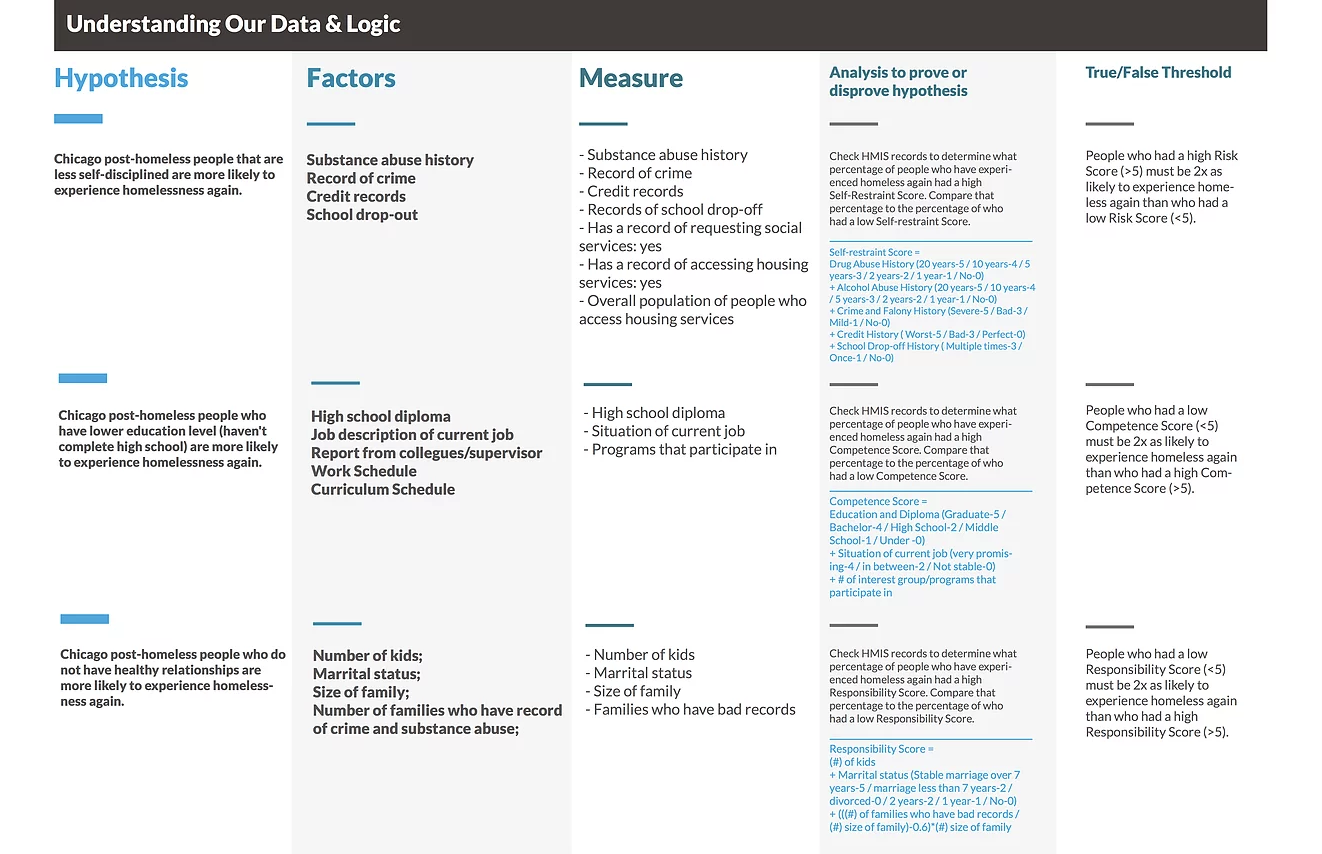 Understanding Our Data & Logic
Hypothesis
Factors
Measure
Analysis to prove or
disprove hypothesis
True/False Threshold
Chicago post-homeless people that are
less self-disciplined are more likely to
experience homelessness again.
Substance abuse history
Record of crime
Credit records
School drop-out
- Substance abuse history
- Record of crime
- Credit records
- Records of school drop-off
- Has a record of requesting social
services: yes
- Has a record of accessing housing
services: yes
- Overall population of people who
access housing services
Check HMIS records to determine what
percentage of people who have experi-
enced homeless again had a high
Self-Restraint Score. Compare that
percentage to the percentage of who
had a low Self-restraint Score.
Self-restraint Score =
Drug Abuse History (20 years-5 / 10 years-4 / 5
years-3 / 2 years-2 / 1 year-1 / No-0)
+ Alcohol Abuse History (20 years-5 / 10 years-4
/ 5 years-3 / 2 years-2 / 1 year-1 / No-0)
+ Crime and Falony History (Severe-5 / Bad-3 /
Mild-1 / No-0)
+ Credit History ( Worst-5 / Bad-3 / Perfect-0)
+ School Drop-off History ( Multiple times-3 /
Once-1 / No-0)
People who had a high Risk
Score (>5) must be 2x as
likely to experience home-
less again than who had a
low Risk Score (<5).
Chicago post-homeless people who
have lower education level (haven't
complete high school) are more likely
to experience homelessness again.
High school diploma
Job description of current job
Report from collegues/supervisor
Work Schedule
Curriculum Schedule
- High school diploma
- Situation of current job
- Programs that participate in
Check HMIS records to determine what
percentage of people who have experi-
enced homeless again had a high
Competence Score. Compare that
percentage to the percentage of who
had a low Competence Score.
Competence Score =
Education and Diploma (Graduate-5 /
Bachelor-4 / High School-2 / Middle
School-1 / Under -0)
+ Situation of current job (very promis-
ing-4 / in between-2 / Not stable-0)
+ # of interest group/programs that
participate in
People who had a low
Competence Score (<5)
must be 2x as likely to
experience homeless again
than who had a high Com-
petence Score (>5).
Chicago post-homeless people who do
not have healthy relationships are
more likely to experience homeless-
ness again.
Number of kids;
Marrital status;
Size of family;
Number of families who have record
of crime and substance abuse;
- Number of kids
- Marrital status
- Size of family
- Families who have bad records
Check HMIS records to determine what
percentage of people who have experi-
enced homeless again had a high
Responsibility Score. Compare that
percentage to the percentage of who
had a low Responsibility Score.
Responsibility Score =
(#) of kids
+ Marrital status (Stable marriage over 7
years-5 / marriage less than 7 years-2 /
divorced-0 / 2 years-2 / 1 year-1 / No-0)
+ (((#) of families who have bad records /
(#) size of family)-0.6)*(#) size of family
People who had a low
Responsibility Score (<5)
must be 2x as likely to
experience homeless again
than who had a high
Responsibility Score (>5).